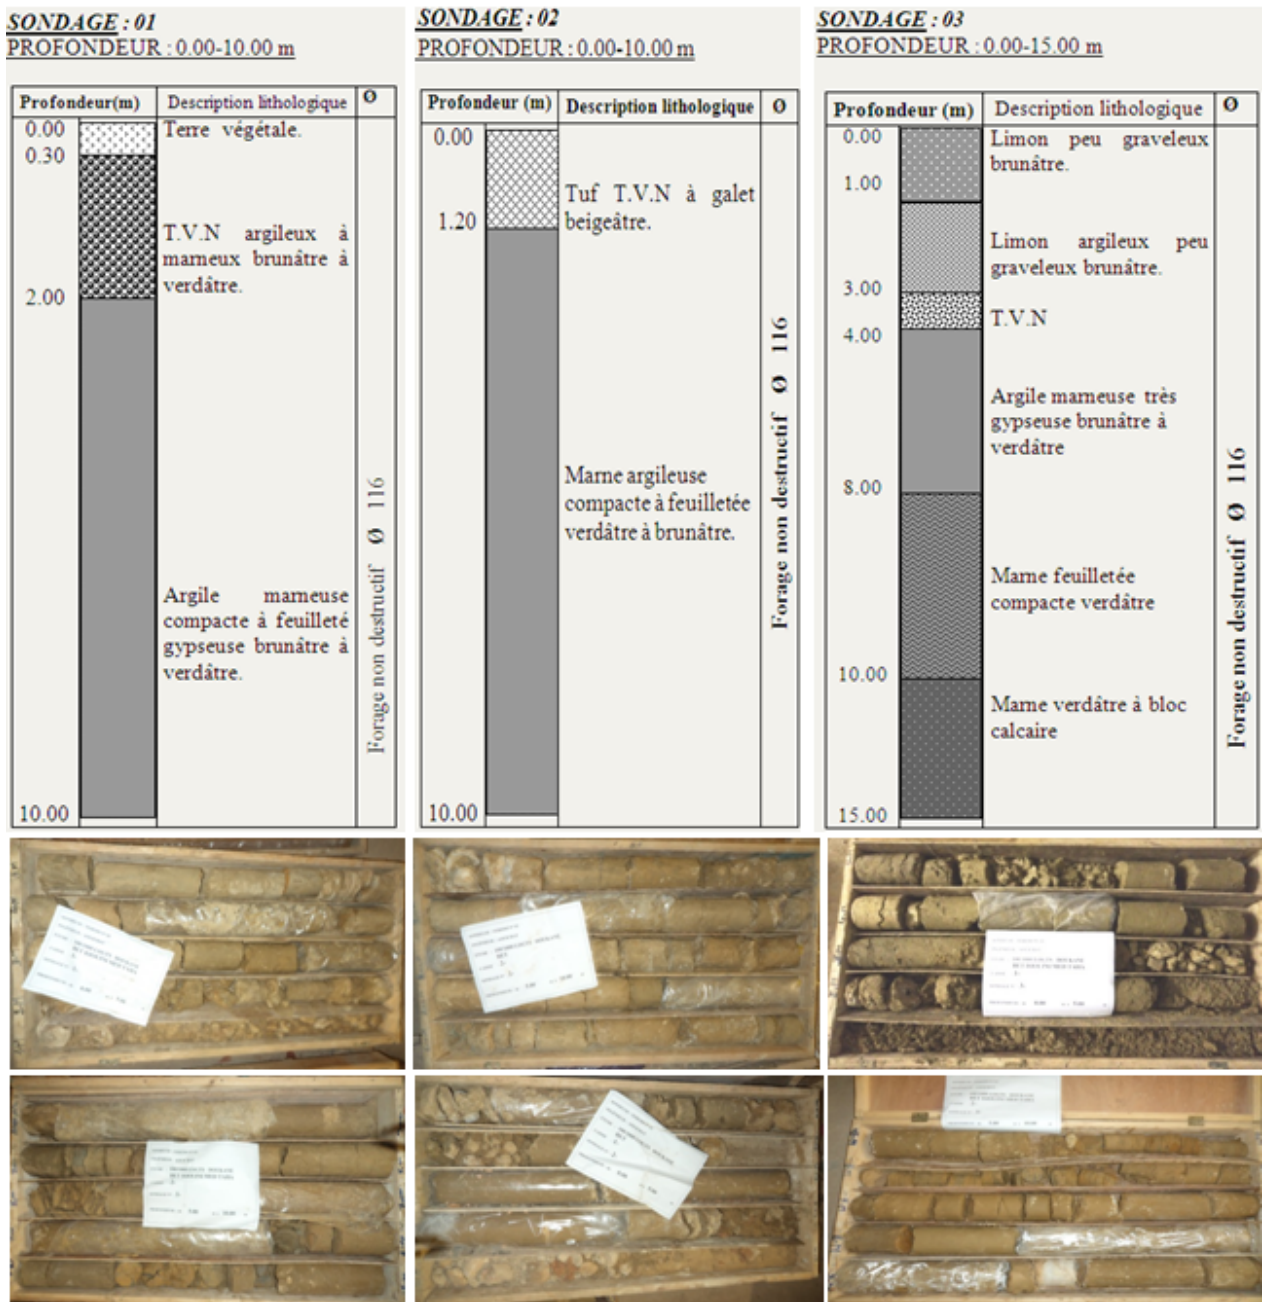 SONDAGE : 01
PROFONDEUR : 0.00-10.00 m
Profondeur(m) Description lithologique Ø
0.00 Terre végétale.
0.30
T.V.N argileux à
marneux brunâtre à
verdâtre.
2.00
Argile marneuse
compacte à feuilleté
gypseuse brunâtre à
verdâtre.
10.00
Forage non destructif Ø 116
SONDAGE : 02
PROFONDEUR : 0.00-10.00 m
Profondeur (m) Description lithologique Ø
0.00
Tuf T.V.N à galet
1.20 beigeâtre.
Marne argileuse
compacte à feuilletée
verdâtre à brunâtre.
10.00
Forage non destructif Ø 116
SONDAGE : 03
PROFONDEUR : 0.00-15.00 m
Profondeur (m) Description lithologique Ø
0.00 Limon peu graveleux
brunâtre.
1.00
Limon argileux peu
graveleux brunâtre.
3.00
T.V.N
4.00
Argile marneuse très
gypseuse brunâtre à
verdâtre
8.00
Marne feuilletée
compacte verdâtre
10.00
Marne verdâtre à bloc
calcaire
15.00
Forage non destructif Ø 116